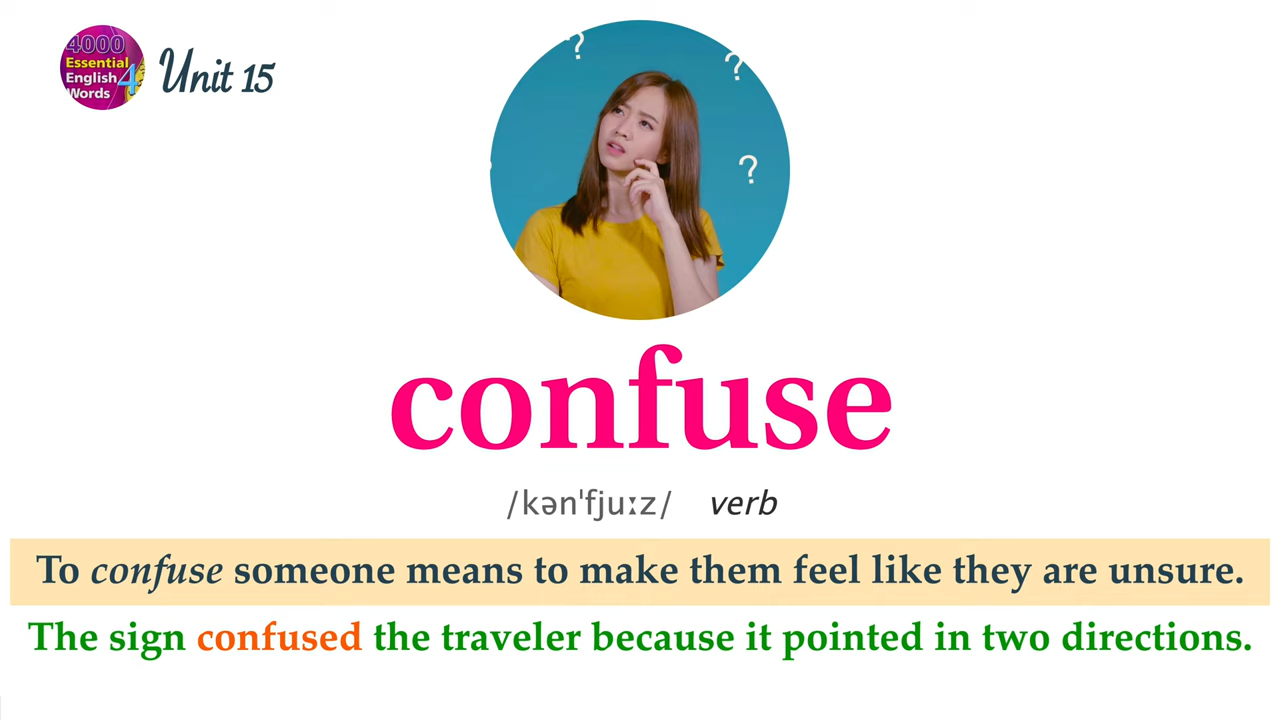 4000
Essential
English 4
Words
Unit 15
?
?
?
confuse
/kənˈfjuːz/ verb
To confuse someone means to make them feel like they are unsure.
The sign confused the traveler because it pointed in two directions.